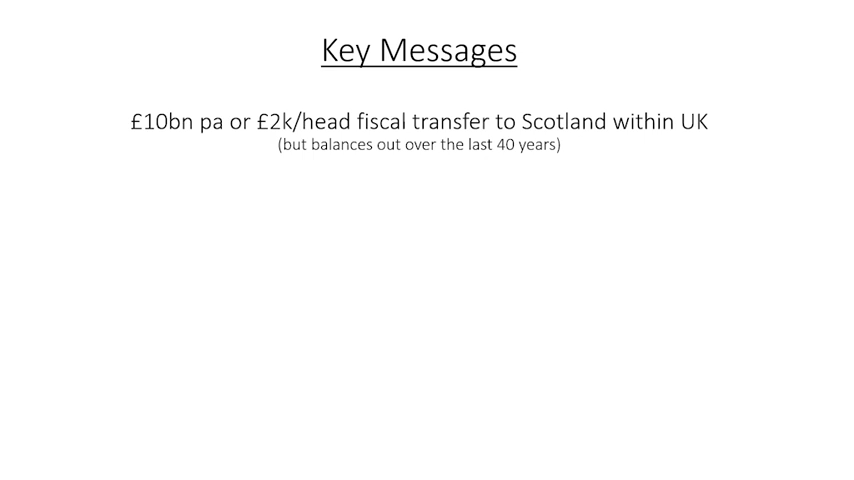 Key Messages
£10bn pa or £2k/head fiscal transfer to Scotland within UK
(but balances out over the last 40 years)